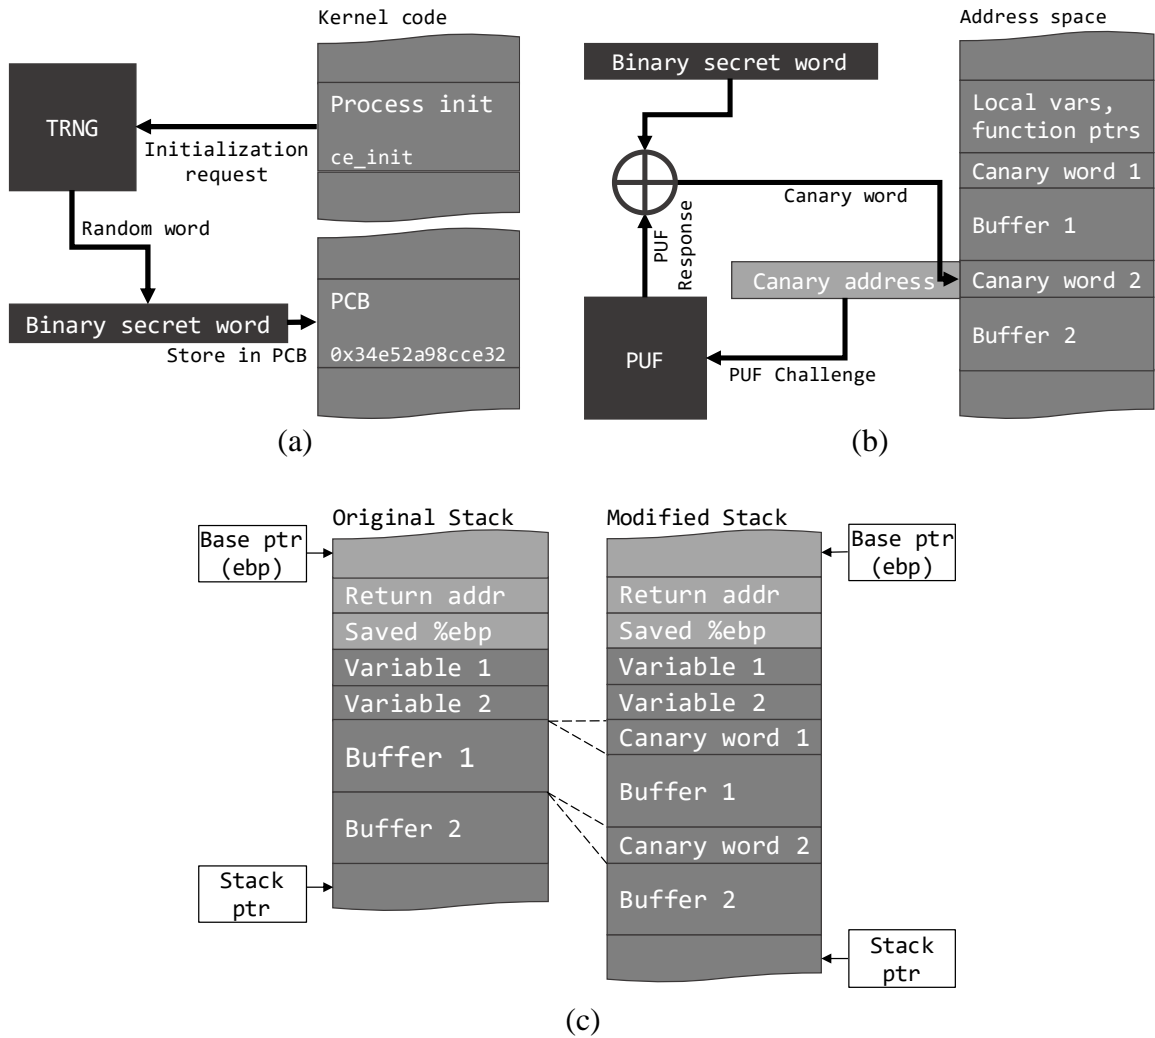 Kernel code
TRNG
Process init
ce_init
Initialization
request
Random word
Binary secret word
Store in PCB
PCB
0x34e52a98cce32
(a)
Address space
Binary secret word
Local vars,
function ptrs
Canary word 1
Canary word
Buffer 1
PUF
Response
Canary address
Canary word 2
Buffer 2
PUF
PUF Challenge
(b)
Original Stack
Base ptr
(ebp)
Return addr
Saved %ebp
Variable 1
Variable 2
Buffer 1
Buffer 2
Stack
ptr
Modified Stack
Base ptr
(ebp)
Return addr
Saved %ebp
Variable 1
Variable 2
Canary word 1
Buffer 1
Canary word 2
Buffer 2
Stack
ptr
(c)